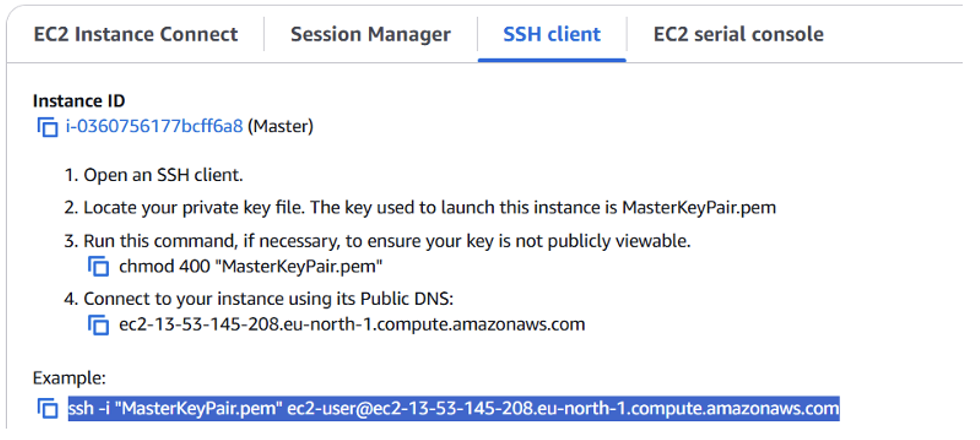 EC2 Instance Connect Session Manager SSH client EC2 serial console
Instance ID
i-0360756177bcff6a8 (Master)
1. Open an SSH client.
2. Locate your private key file. The key used to launch this instance is MasterKeyPair.pem
3. Run this command, if necessary, to ensure your key is not publicly viewable.
chmod 400 "MasterKeyPair.pem"
4. Connect to your instance using its Public DNS:
ec2-13-53-145-208.eu-north-1.compute.amazonaws.com
Example:
ssh -i "MasterKeyPair.pem" ec2-user@ec2-13-53-145-208.eu-north-1.compute.amazonaws.com